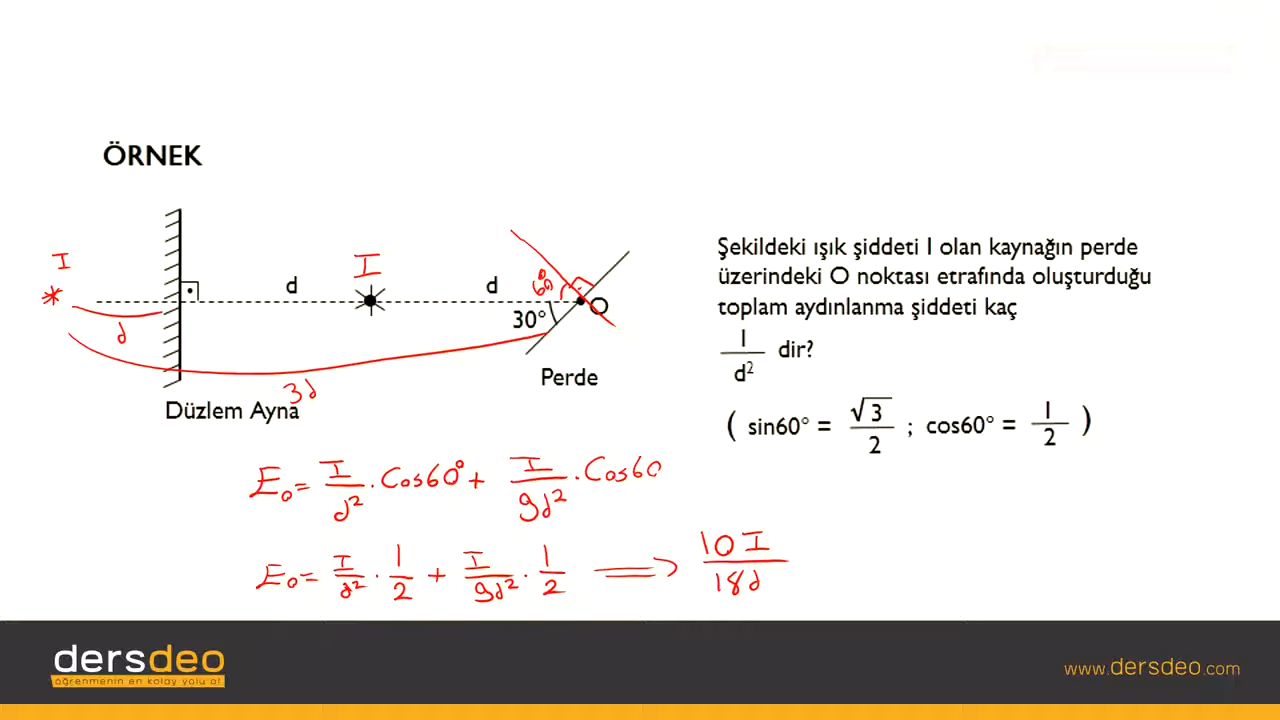 ÖRNEK
I
I
d
d
60°
O
30°
d
3d
Perde
Düzlem Ayna
Şekildeki ışık şiddeti I olan kaynağın perde
üzerindeki O noktası etrafında oluşturduğu
toplam aydınlanma şiddeti kaç
I/d² dir?
( sin60° = √3/2 ; cos60° = 1/2 )
E₀ = I/d² . Cos60° + I/9d² . Cos60
E₀ = I/d² . 1/2 + I/9d² . 1/2 ⟹ 10I/18d
dersdeo
öğrenmenin en kolay yolu al
www.dersdeo.com